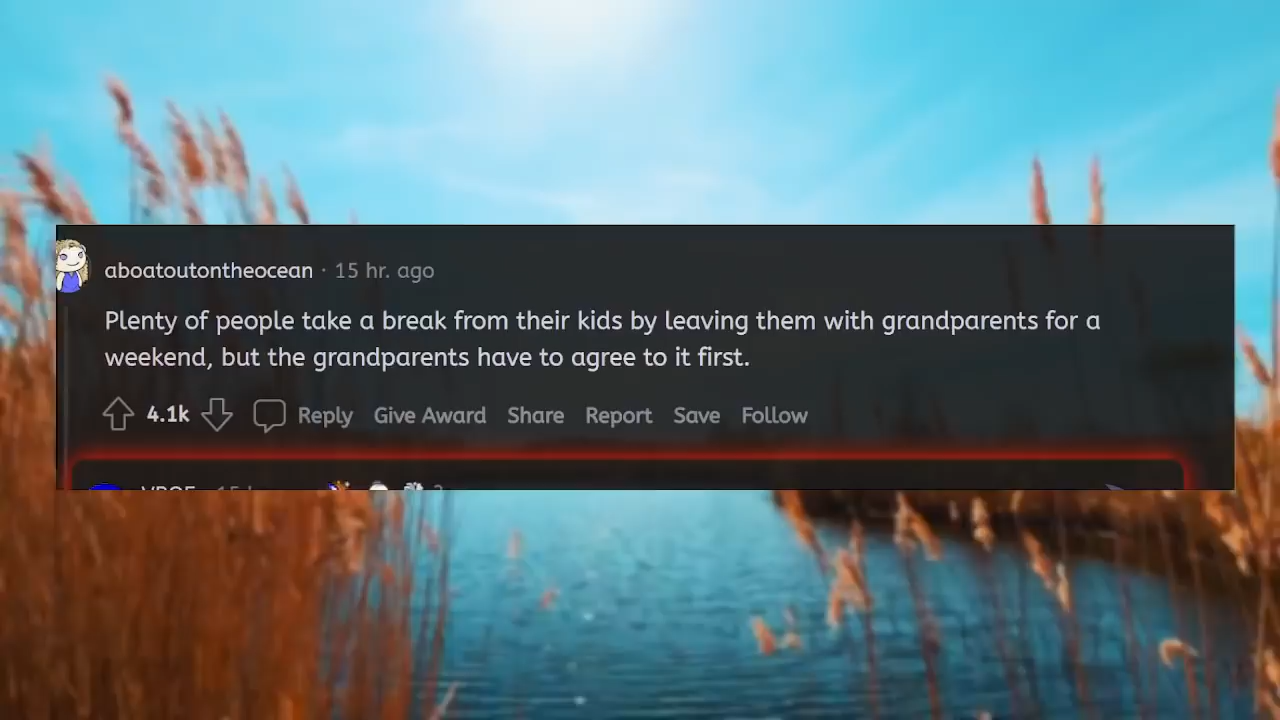 aboatoutontheocean · 15 hr. ago
Plenty of people take a break from their kids by leaving them with grandparents for a
weekend, but the grandparents have to agree to it first.
4.1k Reply Give Award Share Report Save Follow